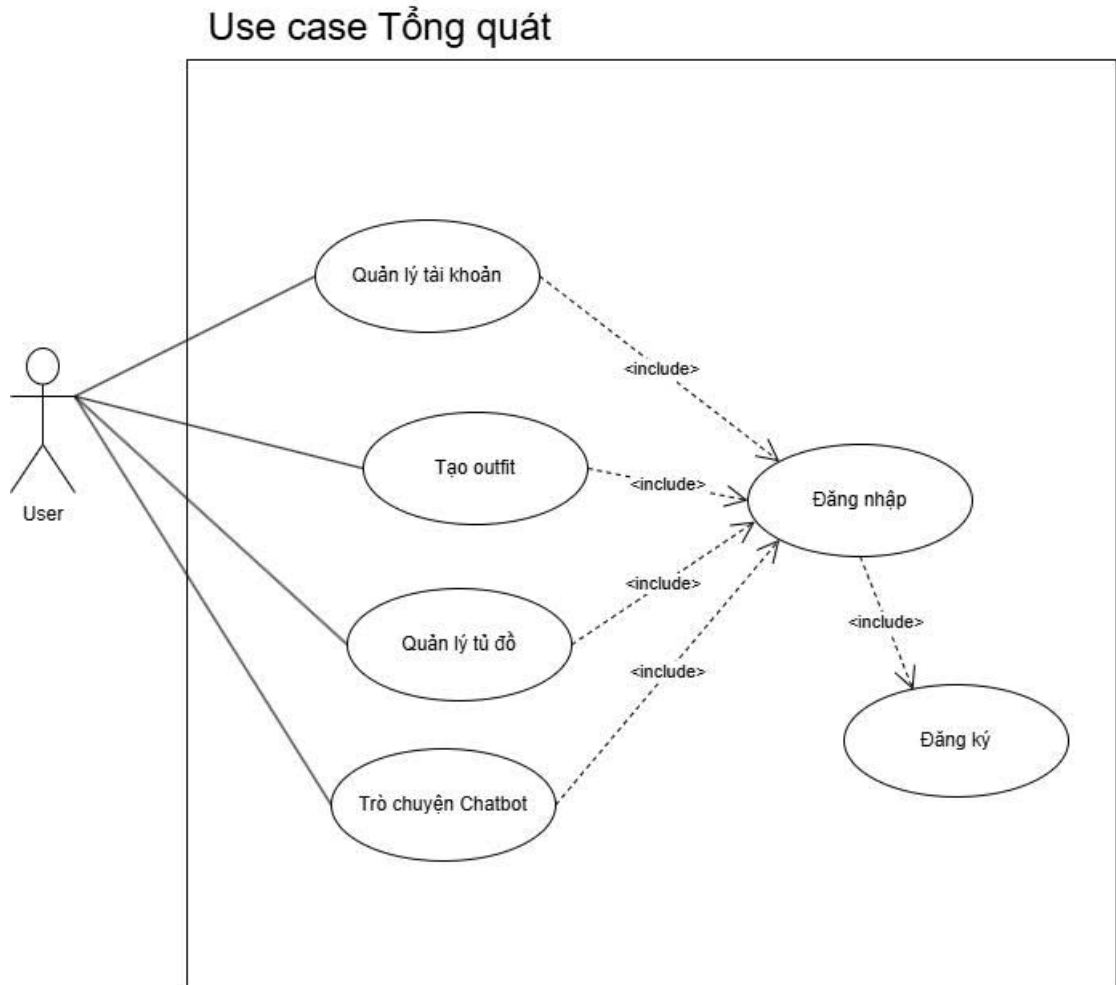 Use case Tổng quát
Quản lý tài khoản
<include>
Tạo outfit
<include>
Đăng nhập
User
<include>
Quản lý tủ đồ
<include>
<include>
Đăng ký
Trò chuyện Chatbot